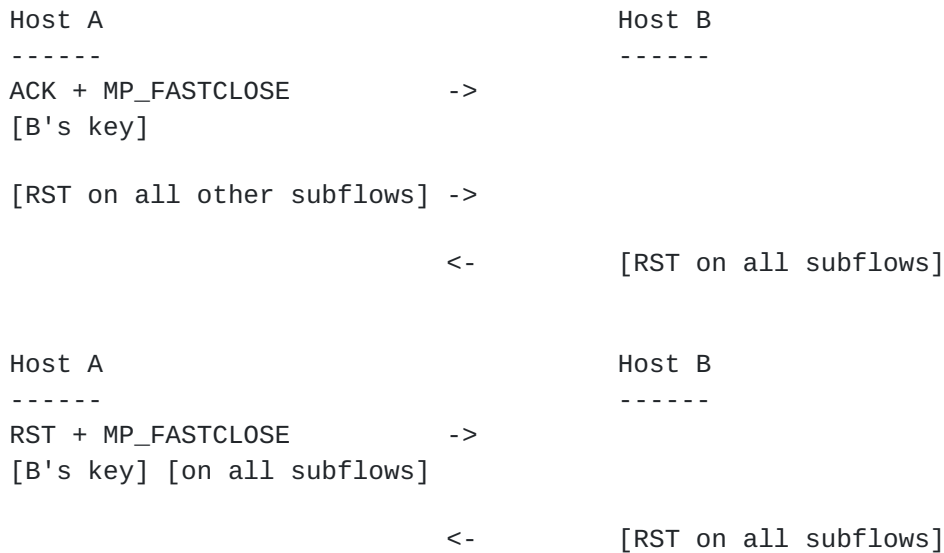 Host A                                 Host B
------                                 ------
ACK + MP_FASTCLOSE          ->
[B's key]
[RST on all other subflows] ->
                            <-         [RST on all subflows]
Host A                                 Host B
------                                 ------
RST + MP_FASTCLOSE          ->
[B's key] [on all subflows]
                            <-         [RST on all subflows]